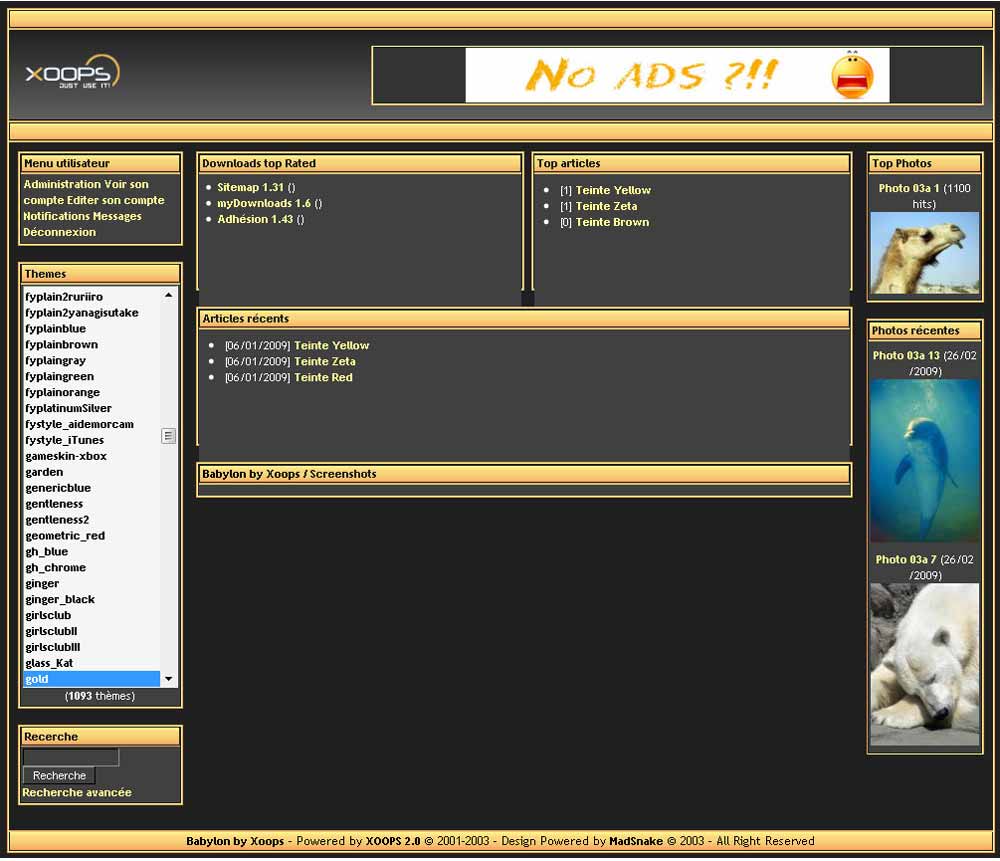 XOOPS
JUST USE IT!
No ADS ?!!
Menu utilisateur
Administration Voir son
compte Editer son compte
Notifications Messages
Déconnexion
Themes
fyplain2ruriiro
fyplain2yanagisutake
fyplainblue
fyplainbrown
fyplaingray
fyplaingreen
fyplainorange
fyplatinumSilver
fystyle_aidemorcam
fystyle_iTunes
gameskin-xbox
garden
genericblue
gentleness
gentleness2
geometric_red
gh_blue
gh_chrome
ginger
ginger_black
girlsclub
girlsclubII
girlsclubIII
glass_Kat
gold
(1093 thèmes)
Recerche
Recherche
Recherche avancée
Downloads top Rated
Sitemap 1.31 ()
myDownloads 1.6 ()
Adhésion 1.43 ()
Top articles
[1] Teinte Yellow
[1] Teinte Zeta
[0] Teinte Brown
Articles récents
[06/01/2009] Teinte Yellow
[06/01/2009] Teinte Zeta
[06/01/2009] Teinte Red
Babylon by Xoops / Screenshots
Top Photos
Photo 03a 1 (1100
hits)
Photos récentes
Photo 03a 13 (26/02
/2009)
Photo 03a 7 (26/02
/2009)
Babylon by Xoops - Powered by XOOPS 2.0 © 2001-2003 - Design Powered by MadSnake © 2003 - All Right Reserved